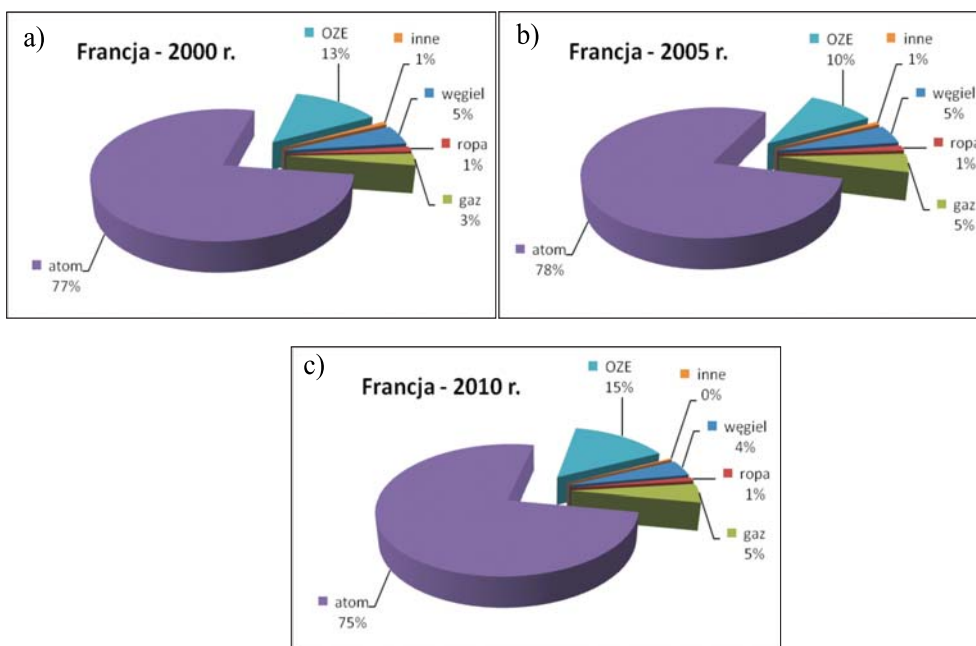 a)
Francja - 2000 r.
OZE
13%
inne
1%
węgiel
5%
ropa
1%
gaz
3%
atom
77%
b)
Francja - 2005 r.
OZE
10%
inne
1%
węgiel
5%
ropa
1%
gaz
5%
atom
78%
c)
Francja - 2010 r.
OZE
15%
inne
0%
węgiel
4%
ropa
1%
gaz
5%
atom
75%